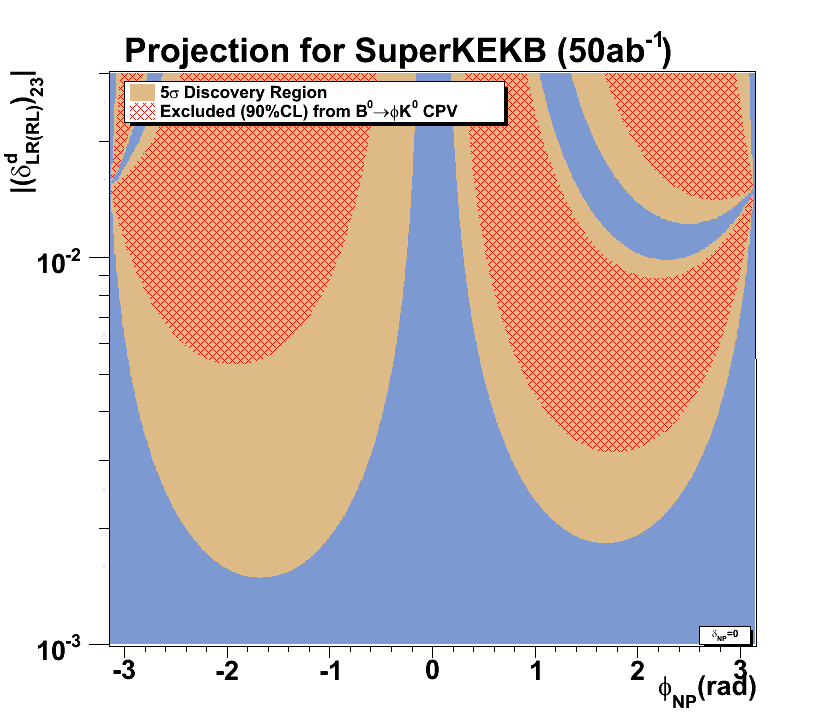 Projection for SuperKEKB (50ab⁻¹)
5σ Discovery Region
Excluded (90%CL) from B⁰→ϕK⁰ CPV
|(δᵈ_LR(RL))₂₃|
10⁻²
10⁻³
δ_NP=0
-3 -2 -1 0 1 2 3
ϕ_NP(rad)